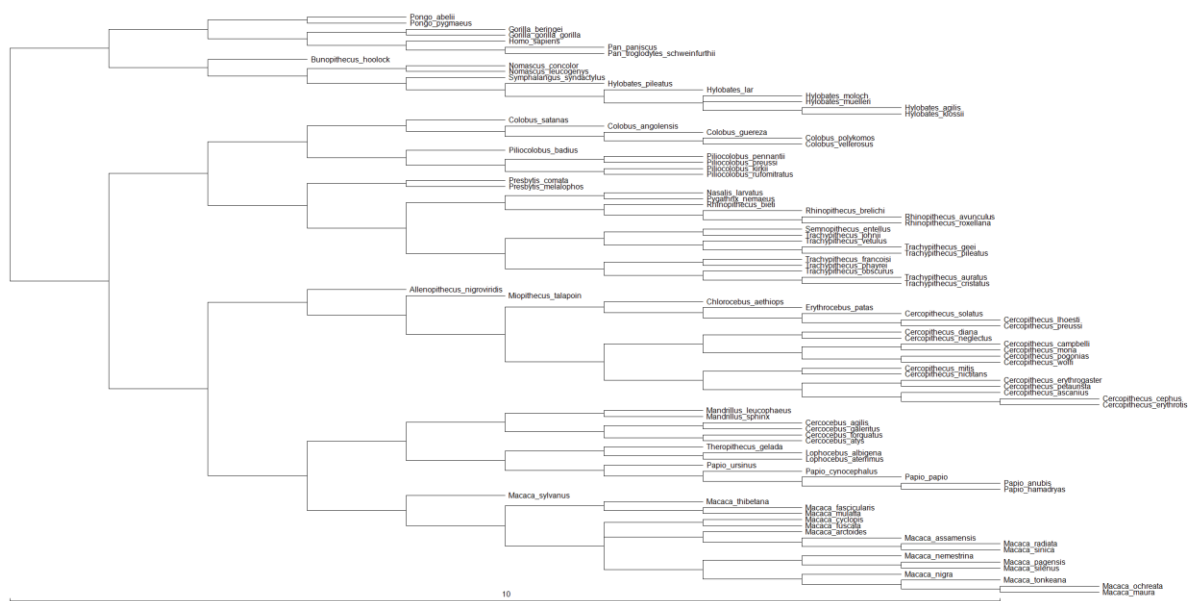 Pongo_abelii
Pongo_pygmaeus
Gorilla_beringei
Gorilla_gorilla_gorilla
Homo_sapiens
Pan_paniscus
Pan_troglodytes_schweinfurthii
Bunopithecus_hoolock
Nomascus_concolor
Nomascus_leucogenys
Symphalangus_syndactylus
Hylobates_pileatus
Hylobates_lar
Hylobates_moloch
Hylobates_muelleri
Hylobates_agilis
Hylobates_klossii
Colobus_satanas
Colobus_angolensis
Colobus_guereza
Colobus_polykomos
Colobus_vellerosus
Piliocolobus_badius
Piliocolobus_pennantii
Piliocolobus_preussi
Piliocolobus_kirkii
Piliocolobus_rufomitratus
Presbytis_comata
Presbytis_melalophos
Nasalis_larvatus
Pygathrix_nemaeus
Rhinopithecus_bieti
Rhinopithecus_brelichi
Rhinopithecus_avunculus
Rhinopithecus_roxellana
Semnopithecus_entellus
Trachypithecus_johnii
Trachypithecus_vetulus
Trachypithecus_geei
Trachypithecus_pileatus
Trachypithecus_francoisi
Trachypithecus_phayrei
Trachypithecus_obscurus
Trachypithecus_auratus
Trachypithecus_cristatus
Allenopithecus_nigroviridis
Miopithecus_talapoin
Chlorocebus_aethiops
Erythrocebus_patas
Cercopithecus_solatus
Cercopithecus_lhoesti
Cercopithecus_preussi
Cercopithecus_diana
Cercopithecus_neglectus
Cercopithecus_campbelli
Cercopithecus_mona
Cercopithecus_pogonias
Cercopithecus_wolfi
Cercopithecus_mitis
Cercopithecus_nictitans
Cercopithecus_erythrogaster
Cercopithecus_petaurista
Cercopithecus_ascanius
Cercopithecus_cephus
Cercopithecus_erythrotis
Mandrillus_leucophaeus
Mandrillus_sphinx
Cercocebus_agilis
Cercocebus_galeritus
Cercocebus_torquatus
Cercocebus_atys
Theropithecus_gelada
Lophocebus_albigena
Lophocebus_aterrimus
Papio_ursinus
Papio_cynocephalus
Papio_papio
Papio_anubis
Papio_hamadryas
Macaca_sylvanus
Macaca_thibetana
Macaca_fascicularis
Macaca_mulatta
Macaca_cyclopis
Macaca_fuscata
Macaca_arctoides
Macaca_assamensis
Macaca_radiata
Macaca_sinica
Macaca_nemestrina
Macaca_pagensis
Macaca_silenus
Macaca_nigra
Macaca_tonkeana
Macaca_ochreata
Macaca_maura
10